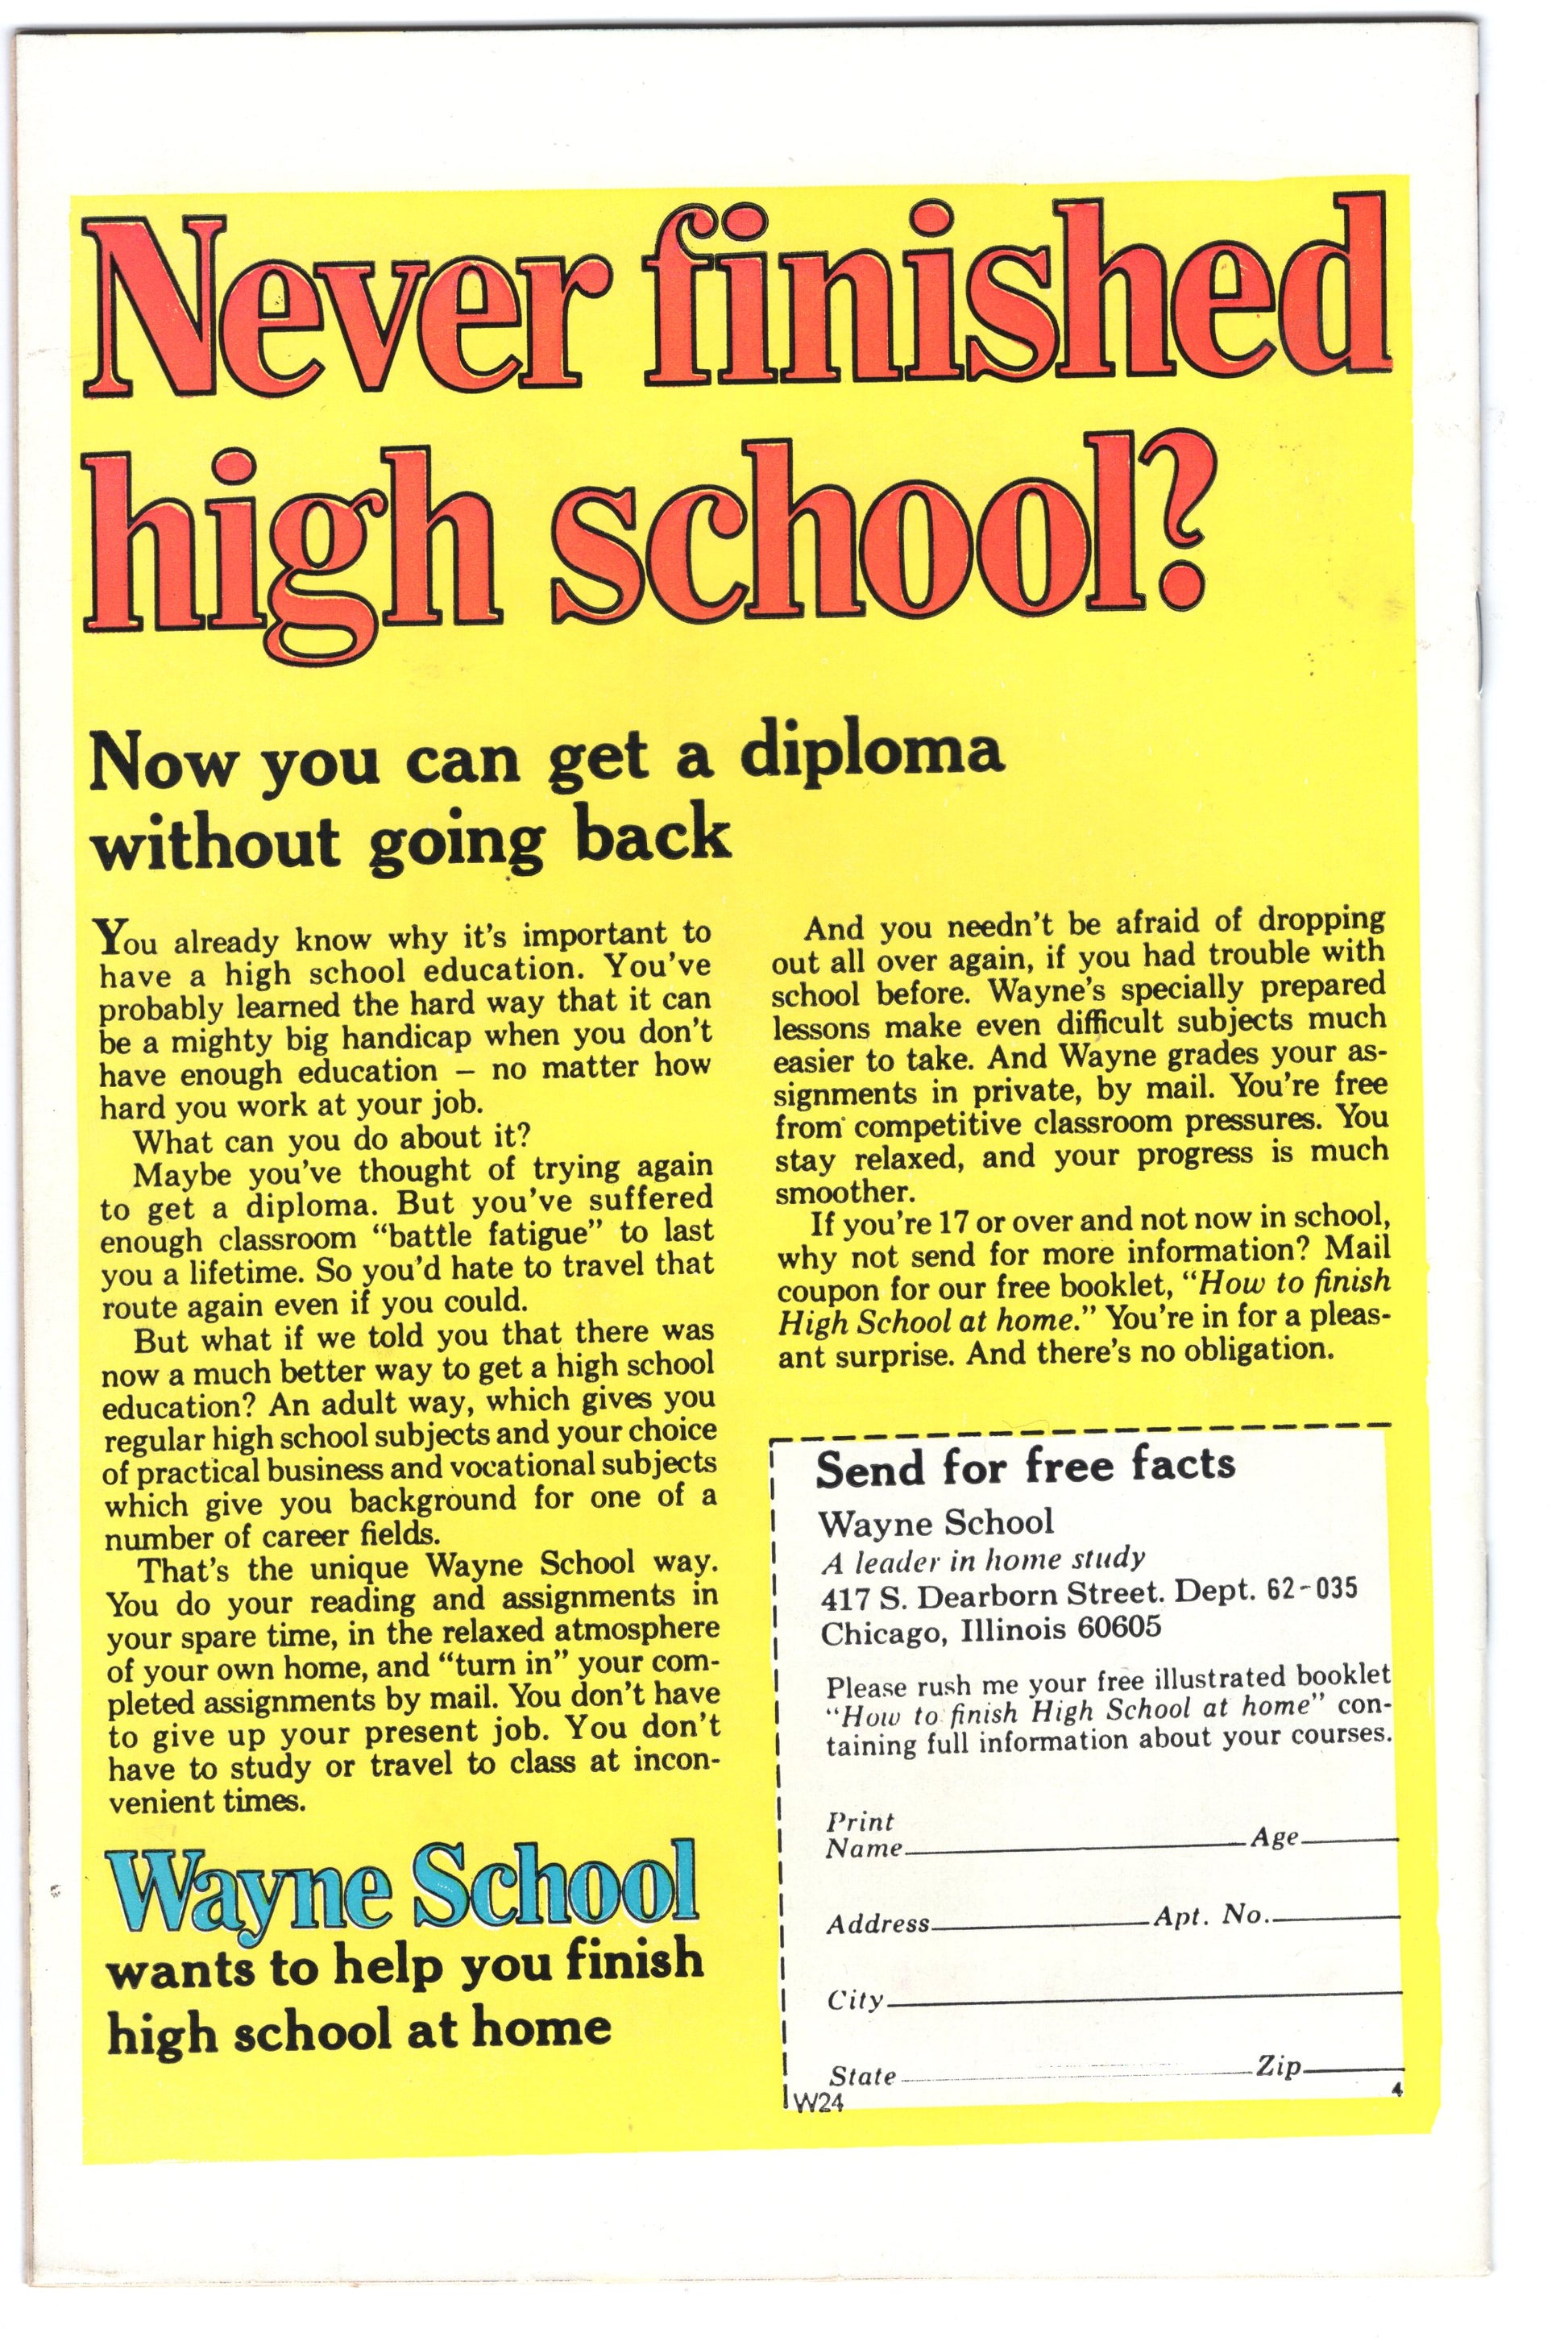 Never finished
high school?
Now you can get a diploma
without going back
You already know why it's important to
have a high school education. You've
probably learned the hard way that it can
be a mighty big handicap when you don't
have enough education – no matter how
hard you work at your job.
What can you do about it?
Maybe you've thought of trying again
to get a diploma. But you've suffered
enough classroom “battle fatigue” to last
you a lifetime. So you'd hate to travel that
route again even if you could.
But what if we told you that there was
now a much better way to get a high school
education? An adult way, which gives you
regular high school subjects and your choice
of practical business and vocational subjects
which give you background for one of a
number of career fields.
That's the unique Wayne School way.
You do your reading and assignments in
your spare time, in the relaxed atmosphere
of your own home, and “turn in” your com-
pleted assignments by mail. You don't have
to give up your present job. You don't
have to study or travel to class at incon-
venient times.
Wayne School
wants to help you finish
high school at home
And you needn't be afraid of dropping
out all over again, if you had trouble with
school before. Wayne's specially prepared
lessons make even difficult subjects much
easier to take. And Wayne grades your as-
signments in private, by mail. You're free
from competitive classroom pressures. You
stay relaxed, and your progress is much
smoother.
If you're 17 or over and not now in school,
why not send for more information? Mail
coupon for our free booklet, “How to finish
High School at home.” You're in for a pleas-
ant surprise. And there's no obligation.
Send for free facts
Wayne School
A leader in home study
417 S. Dearborn Street. Dept. 62-035
Chicago, Illinois 60605
Please rush me your free illustrated booklet
“How to finish High School at home” con-
taining full information about your courses.
Print
Name Age
Address Apt. No.
City
State Zip
W24 4